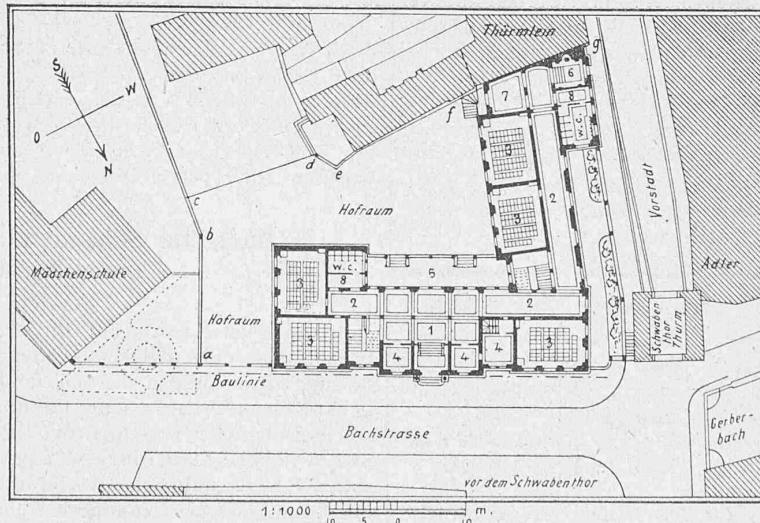 Thürmlein
S
W
O
N
g
6
7
8
w.c.
f
3
d
e
c
Hofraum
3
2
b
Vorstadt
Mädchenschule
w.c.
8
5
Adler
3
2
2
Hofraum
1
Schwaben
thor
Thurm
3
4
4
4
3
a
Baulinie
Bachstrasse
Gerber-
bach
vor dem Schwabenthor
1:1000
m.
10 5 0 10